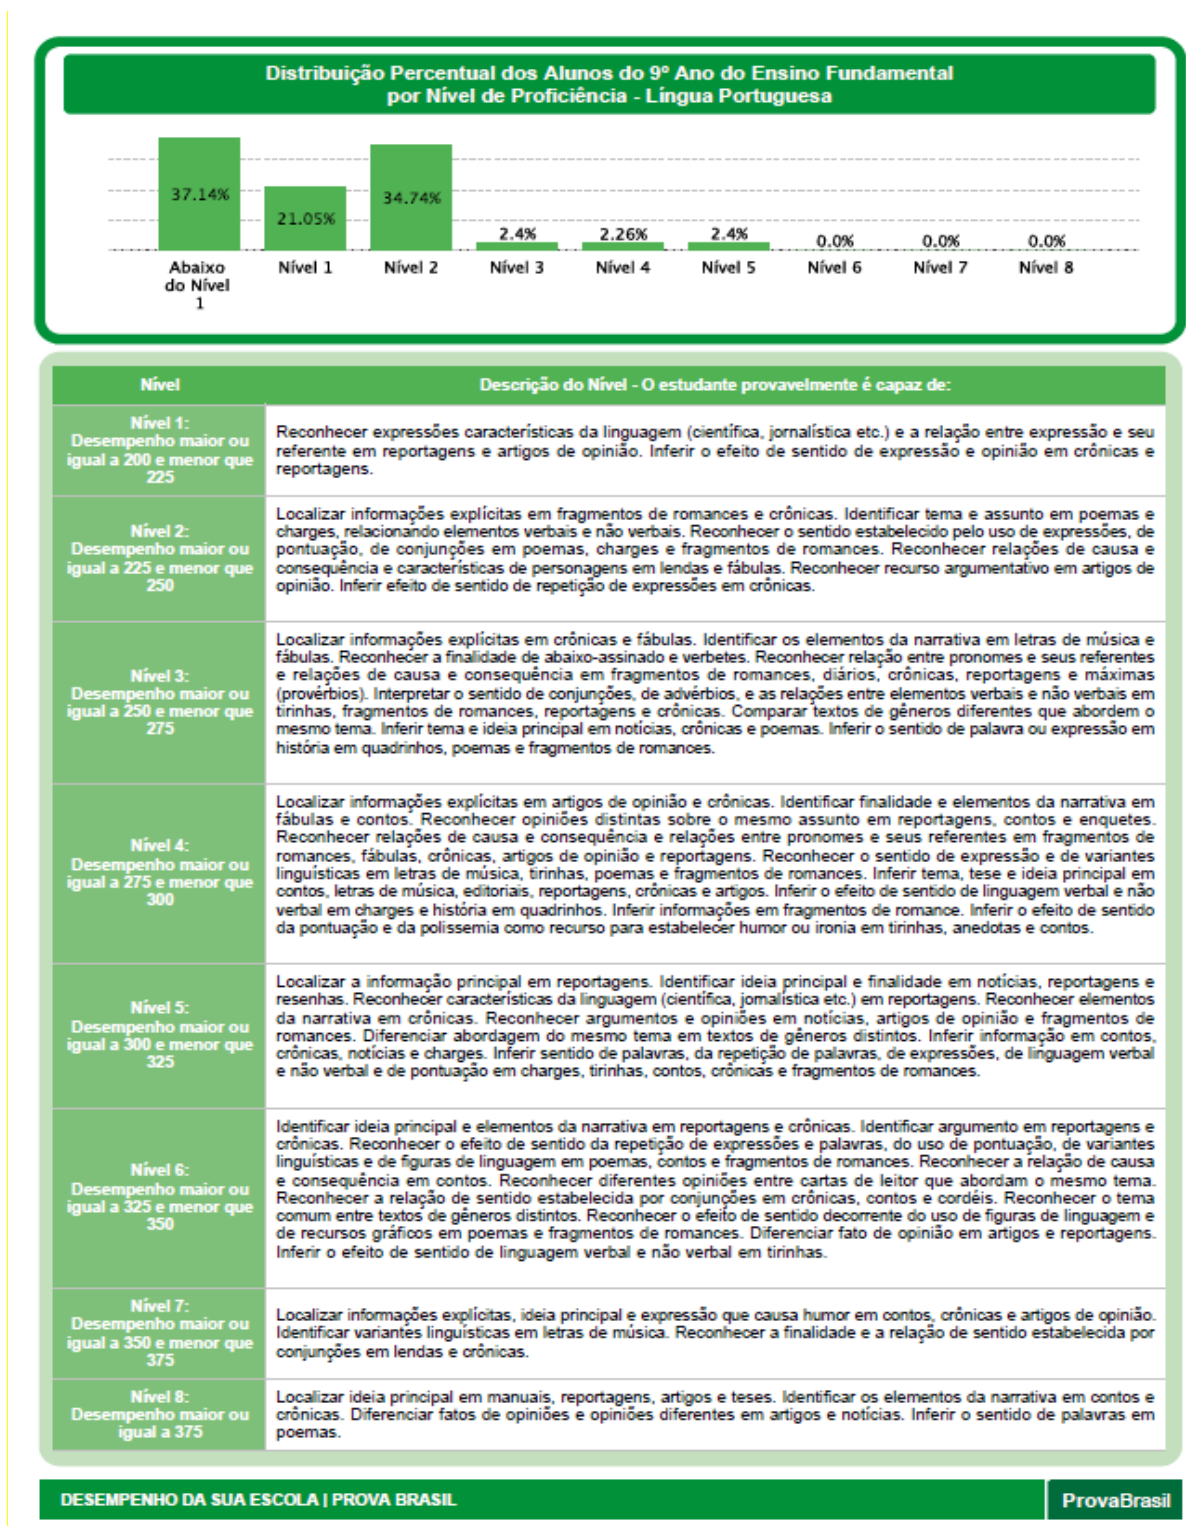 Distribuição Percentual dos Alunos do 9º Ano do Ensino Fundamental
por Nível de Proficiência - Língua Portuguesa
37.14%
21.05%
34.74%
2.4%
2.26%
2.4%
0.0%
0.0%
0.0%
Abaixo
do Nível
1
Nível 1
Nível 2
Nível 3
Nível 4
Nível 5
Nível 6
Nível 7
Nível 8
Nível
Descrição do Nível - O estudante provavelmente é capaz de:
Nível 1:
Desempenho maior ou
igual a 200 e menor que
225
Reconhecer expressões características da linguagem (científica, jornalística etc.) e a relação entre expressão e seu
referente em reportagens e artigos de opinião. Inferir o efeito de sentido de expressão e opinião em crônicas e
reportagens.
Nível 2:
Desempenho maior ou
igual a 225 e menor que
250
Localizar informações explícitas em fragmentos de romances e crônicas. Identificar tema e assunto em poemas e
charges, relacionando elementos verbais e não verbais. Reconhecer o sentido estabelecido pelo uso de expressões, de
pontuação, de conjunções em poemas, charges e fragmentos de romances. Reconhecer relações de causa e
consequência e características de personagens em lendas e fábulas. Reconhecer recurso argumentativo em artigos de
opinião. Inferir efeito de sentido de repetição de expressões em crônicas.
Nível 3:
Desempenho maior ou
igual a 250 e menor que
275
Localizar informações explícitas em crônicas e fábulas. Identificar os elementos da narrativa em letras de música e
fábulas. Reconhecer a finalidade de abaixo-assinado e verbetes. Reconhecer relação entre pronomes e seus referentes
e relações de causa e consequência em fragmentos de romances, diários, crônicas, reportagens e máximas
(provérbios). Interpretar o sentido de conjunções, de advérbios, e as relações entre elementos verbais e não verbais em
tirinhas, fragmentos de romances, reportagens e crônicas. Comparar textos de gêneros diferentes que abordem o
mesmo tema. Inferir tema e ideia principal em notícias, crônicas e poemas. Inferir o sentido de palavra ou expressão em
história em quadrinhos, poemas e fragmentos de romances.
Nível 4:
Desempenho maior ou
igual a 275 e menor que
300
Localizar informações explícitas em artigos de opinião e crônicas. Identificar finalidade e elementos da narrativa em
fábulas e contos. Reconhecer opiniões distintas sobre o mesmo assunto em reportagens, contos e enquetes.
Reconhecer relações de causa e consequência e relações entre pronomes e seus referentes em fragmentos de
romances, fábulas, crônicas, artigos de opinião e reportagens. Reconhecer o sentido de expressão e de variantes
linguísticas em letras de música, tirinhas, poemas e fragmentos de romances. Inferir tema, tese e ideia principal em
contos, letras de música, editoriais, reportagens, crônicas e artigos. Inferir o efeito de sentido de linguagem verbal e não
verbal em charges e história em quadrinhos. Inferir informações em fragmentos de romance. Inferir o efeito de sentido
da pontuação e da polissemia como recurso para estabelecer humor ou ironia em tirinhas, anedotas e contos.
Nível 5:
Desempenho maior ou
igual a 300 e menor que
325
Localizar a informação principal em reportagens. Identificar ideia principal e finalidade em notícias, reportagens e
resenhas. Reconhecer características da linguagem (científica, jornalística etc.) em reportagens. Reconhecer elementos
da narrativa em crônicas. Reconhecer argumentos e opiniões em notícias, artigos de opinião e fragmentos de
romances. Diferenciar abordagem do mesmo tema em textos de gêneros distintos. Inferir informação em contos,
crônicas, notícias e charges. Inferir sentido de palavras, da repetição de palavras, de expressões, de linguagem verbal
e não verbal e de pontuação em charges, tirinhas, contos, crônicas e fragmentos de romances.
Nível 6:
Desempenho maior ou
igual a 325 e menor que
350
Identificar ideia principal e elementos da narrativa em reportagens e crônicas. Identificar argumento em reportagens e
crônicas. Reconhecer o efeito de sentido da repetição de expressões e palavras, do uso de pontuação, de variantes
linguísticas e de figuras de linguagem em poemas, contos e fragmentos de romances. Reconhecer a relação de causa
e consequência em contos. Reconhecer diferentes opiniões entre cartas de leitor que abordam o mesmo tema.
Reconhecer a relação de sentido estabelecida por conjunções em crônicas, contos e cordéis. Reconhecer o tema
comum entre textos de gêneros distintos. Reconhecer o efeito de sentido decorrente do uso de figuras de linguagem e
de recursos gráficos em poemas e fragmentos de romances. Diferenciar fato de opinião em artigos e reportagens.
Inferir o efeito de sentido de linguagem verbal e não verbal em tirinhas.
Nível 7:
Desempenho maior ou
igual a 350 e menor que
375
Localizar informações explícitas, ideia principal e expressão que causa humor em contos, crônicas e artigos de opinião.
Identificar variantes linguísticas em letras de música. Reconhecer a finalidade e a relação de sentido estabelecida por
conjunções em lendas e crônicas.
Nível 8:
Desempenho maior ou
igual a 375
Localizar ideia principal em manuais, reportagens, artigos e teses. Identificar os elementos da narrativa em contos e
crônicas. Diferenciar fatos de opiniões e opiniões diferentes em artigos e notícias. Inferir o sentido de palavras em
poemas.
DESEMPENHO DA SUA ESCOLA | PROVA BRASIL
ProvaBrasil